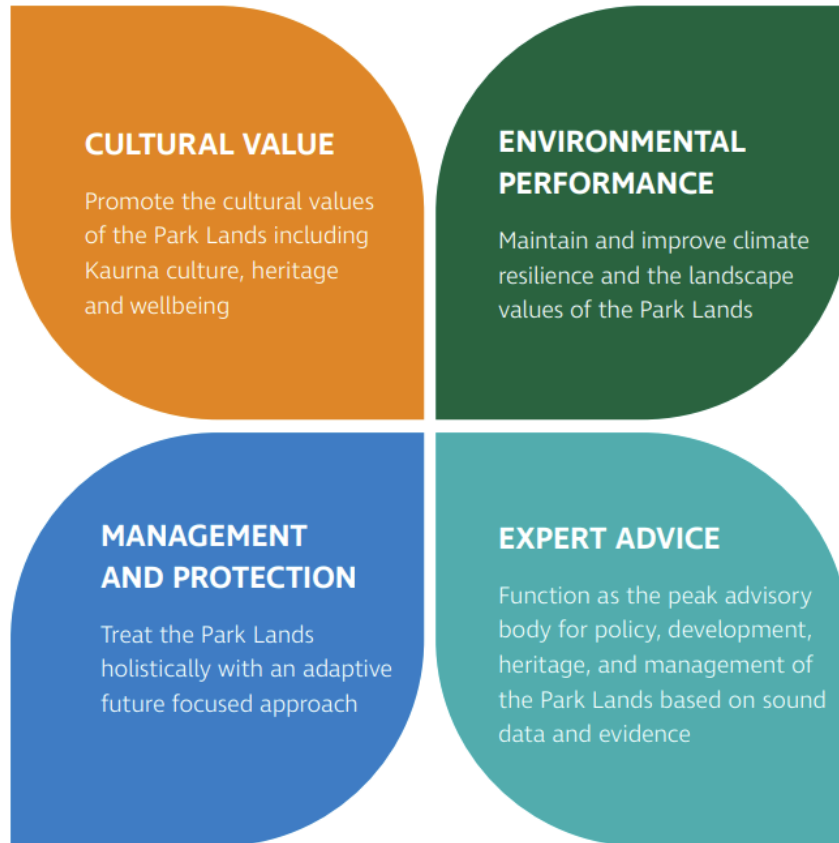 CULTURAL VALUE
Promote the cultural values
of the Park Lands including
Kaurna culture, heritage
and wellbeing
ENVIRONMENTAL
PERFORMANCE
Maintain and improve climate
resilience and the landscape
values of the Park Lands
MANAGEMENT
AND PROTECTION
Treat the Park Lands
holistically with an adaptive
future focused approach
EXPERT ADVICE
Function as the peak advisory
body for policy, development,
heritage, and management of
the Park Lands based on sound
data and evidence